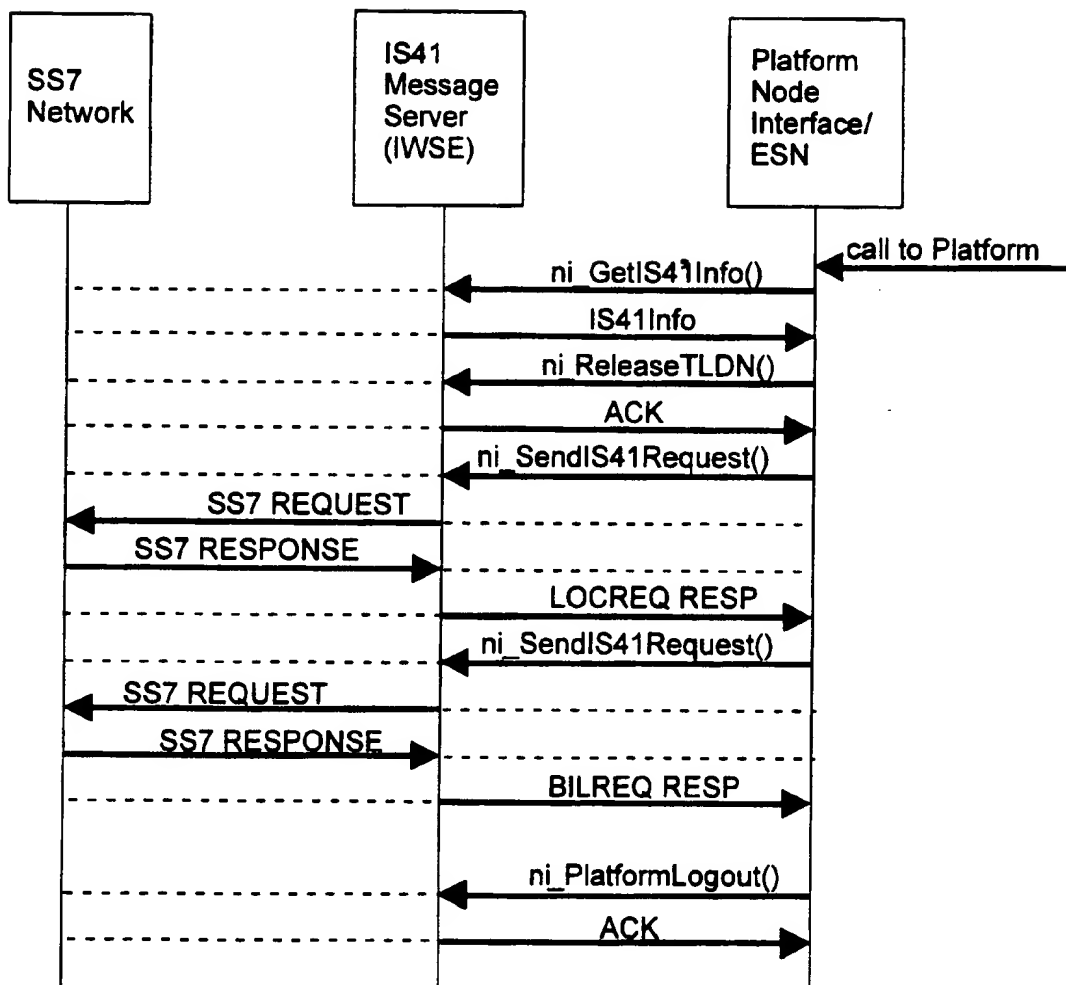 SS7
Network
IS41
Message
Server
(IWSE)
Platform
Node
Interface/
ESN
call to Platform
ni_GetIS41Info()
IS41Info
ni_ReleaseTLDN()
ACK
ni_SendIS41Request()
SS7 REQUEST
SS7 RESPONSE
LOCREQ RESP
ni_SendIS41Request()
SS7 REQUEST
SS7 RESPONSE
BILREQ RESP
ni_PlatformLogout()
ACK